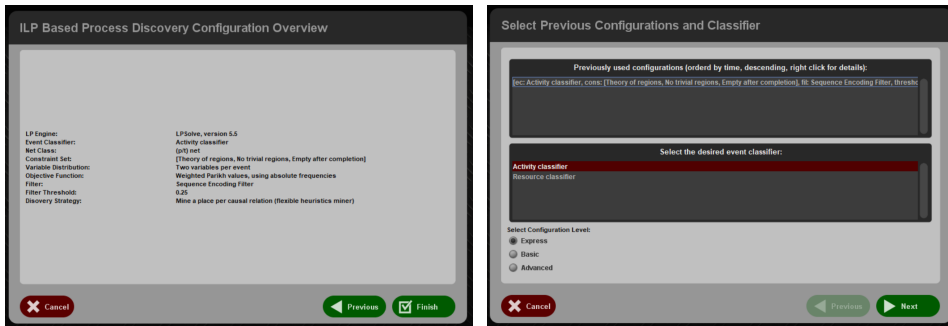 ILP Based Process Discovery Configuration Overview
LP Engine: LPSolve, version 5.5
Event Classifier: Activity classifier
Net Class: (p/t) net
Constraint Set: [Theory of regions, No trivial regions, Empty after completion]
Variable Distribution: Two variables per event
Objective Function: Weighted Parikh values, using absolute frequencies
Filter: Sequence Encoding Filter
Filter Threshold: 0.25
Disovery Strategy: Mine a place per causal relation (flexible heuristics miner)
Cancel
Previous
Finish
Select Previous Configurations and Classifier
Previously used configurations (orderd by time, descending, right click for details):
[ec: Activity classifier, cons: [Theory of regions, No trivial regions, Empty after completion], fil: Sequence Encoding Filter, thresho
Select the desired event classifier:
Activity classifier
Resource classifier
Select Configuration Level:
Express
Basic
Advanced
Cancel
Previous
Next